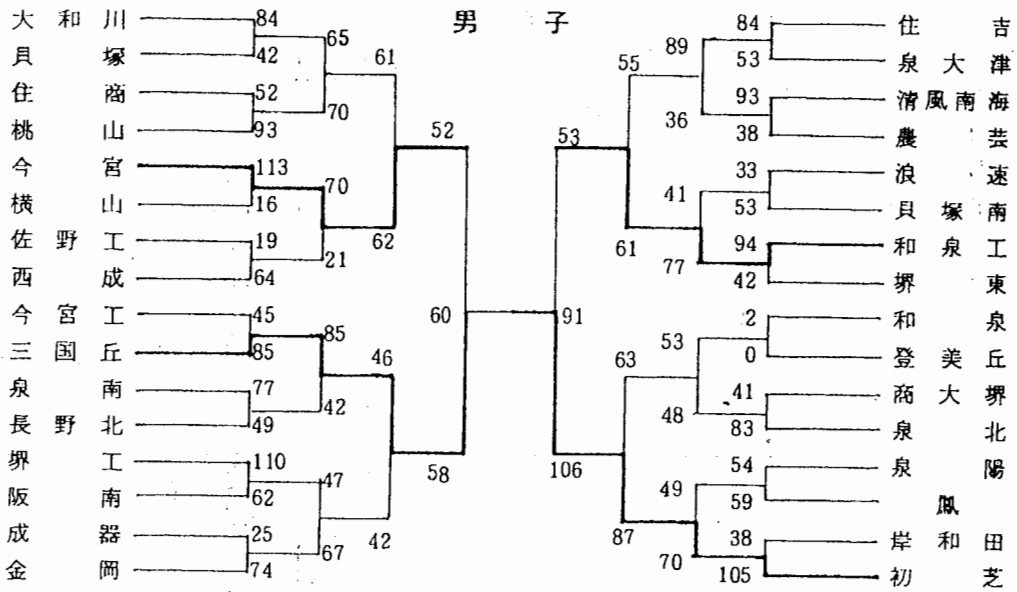 男子
大和川 84
貝塚 42
住商 52
桃山 93
今宮 113
横山 16
佐野工 19
西成 64
今宮工 45
三国丘 85
泉南 77
長野北 49
堺工 110
阪南 62
成器 25
金岡 74
65
70
70
21
85
42
47
67
61
62
46
42
52
58
60
91
53
106
55
61
63
87
89
36
41
77
53
48
49
70
84 住吉
53 泉大津
93 清風南海
38 農芸
33 浪速
53 貝塚南
94 和泉工
42 堺東
2 和泉
0 登美丘
41 商大堺
83 泉北
54 泉陽
59 鳳
38 岸和田
105 初芝